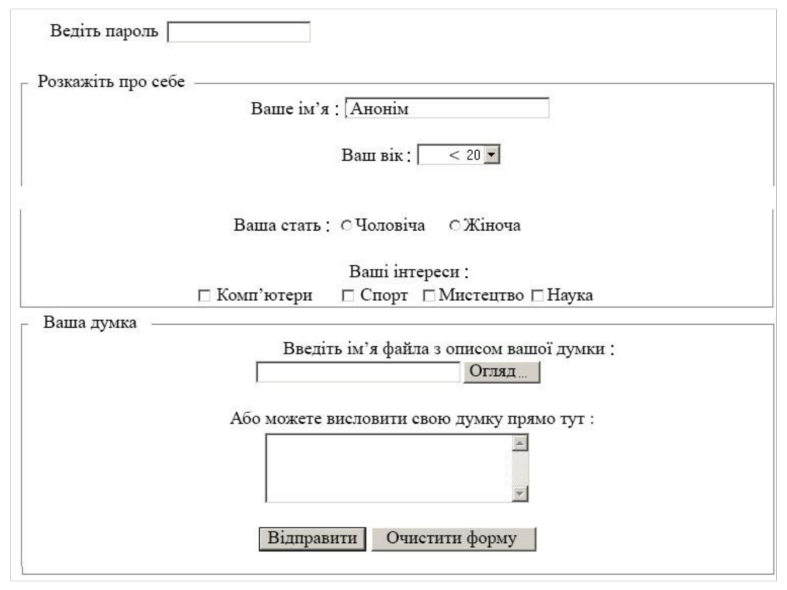 Ведіть пароль
Розкажіть про себе
Ваше ім’я : Анонім
Ваш вік : < 20
Ваша стать : Чоловіча Жіноча
Ваші інтереси :
Комп’ютери Спорт Мистецтво Наука
Ваша думка
Введіть ім’я файла з описом вашої думки :
Огляд...
Або можете висловити свою думку прямо тут :
Відправити Очистити форму